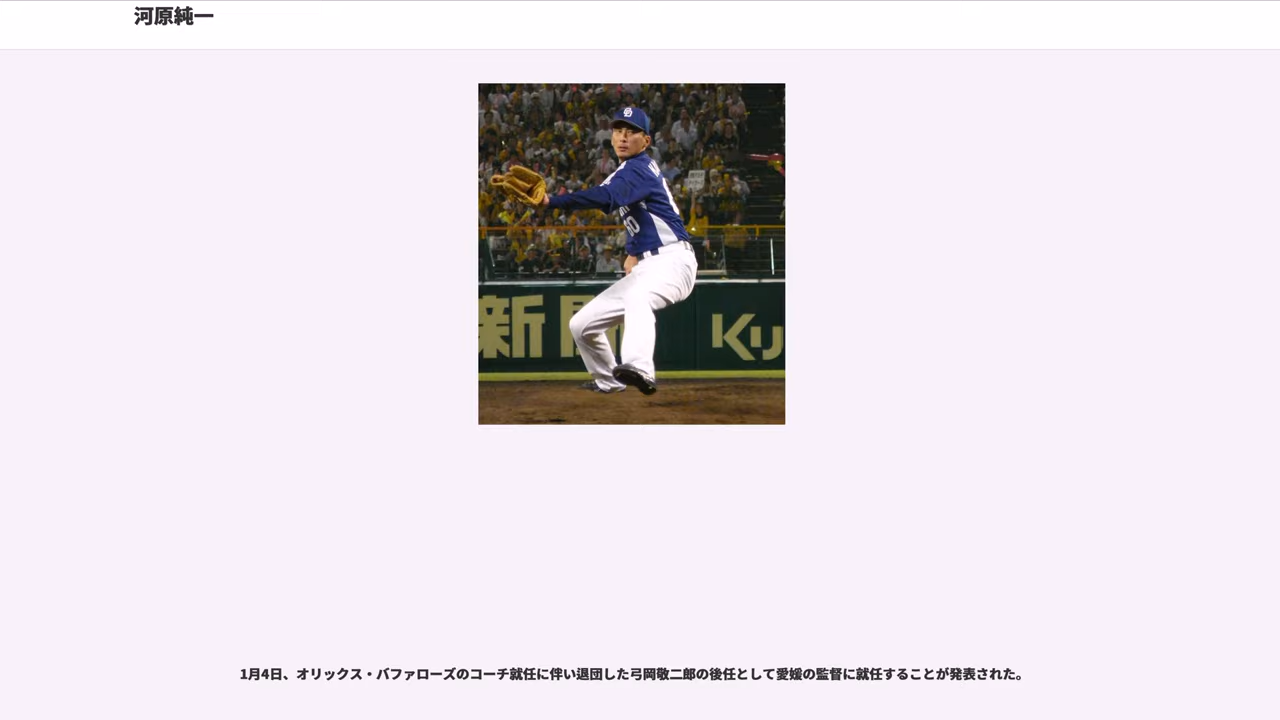 河原純一
新
Ku
1月4日、オリックス・バファローズのコーチ就任に伴い退団した弓岡敬二郎の後任として愛媛の監督に就任することが発表された。